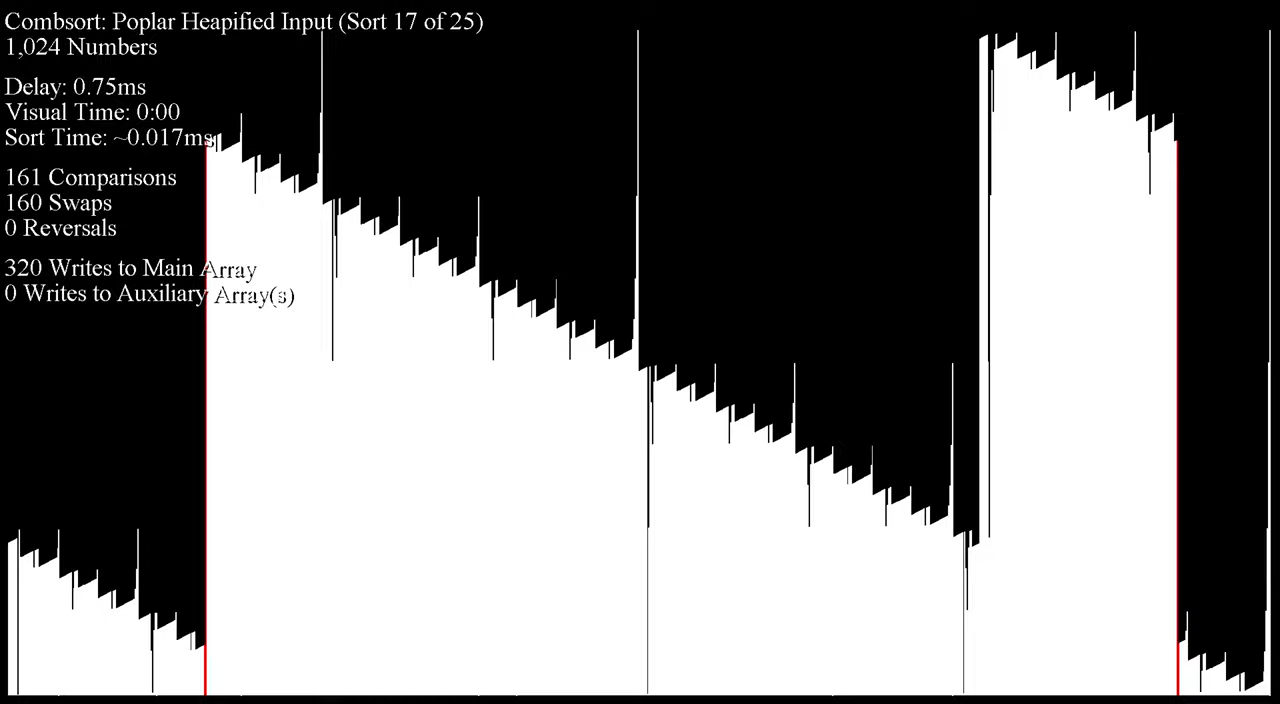 Combsort: Poplar Heapified Input (Sort 17 of 25)
1,024 Numbers
Delay: 0.75ms
Visual Time: 0:00
Sort Time: ~0.017ms
161 Comparisons
160 Swaps
0 Reversals
320 Writes to Main Array
0 Writes to Auxiliary Array(s)